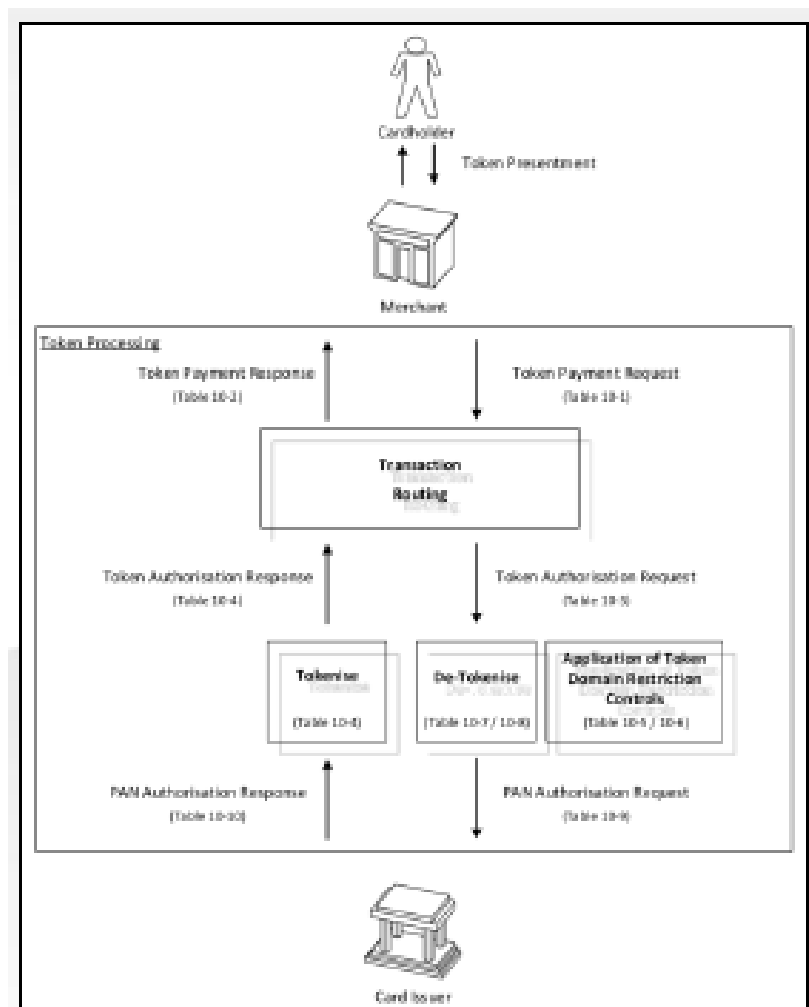 Cardholder
Token Presentment
Merchant
Token Processing
Token Payment Response
(Table 10-2)
Token Payment Request
(Table 10-1)
Transaction
Routing
Token Authorisation Response
(Table 10-4)
Token Authorisation Request
(Table 10-3)
Tokenise
(Table 10-8)
De-Tokenise
(Table 10-7 / 10-8)
Application of Token
Domain Restriction
Controls
(Table 10-5 / 10-6)
PAN Authorisation Response
(Table 10-10)
PAN Authorisation Request
(Table 10-9)
Card Issuer